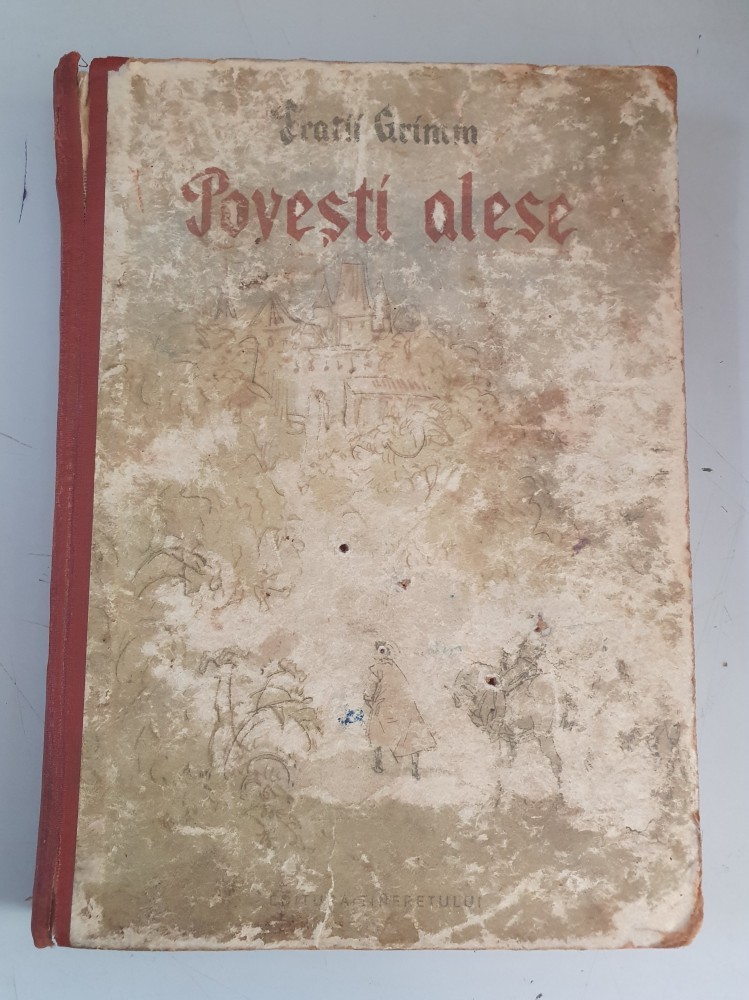 Frații Grimm
Povești alese
EDITURA TINERETULUI